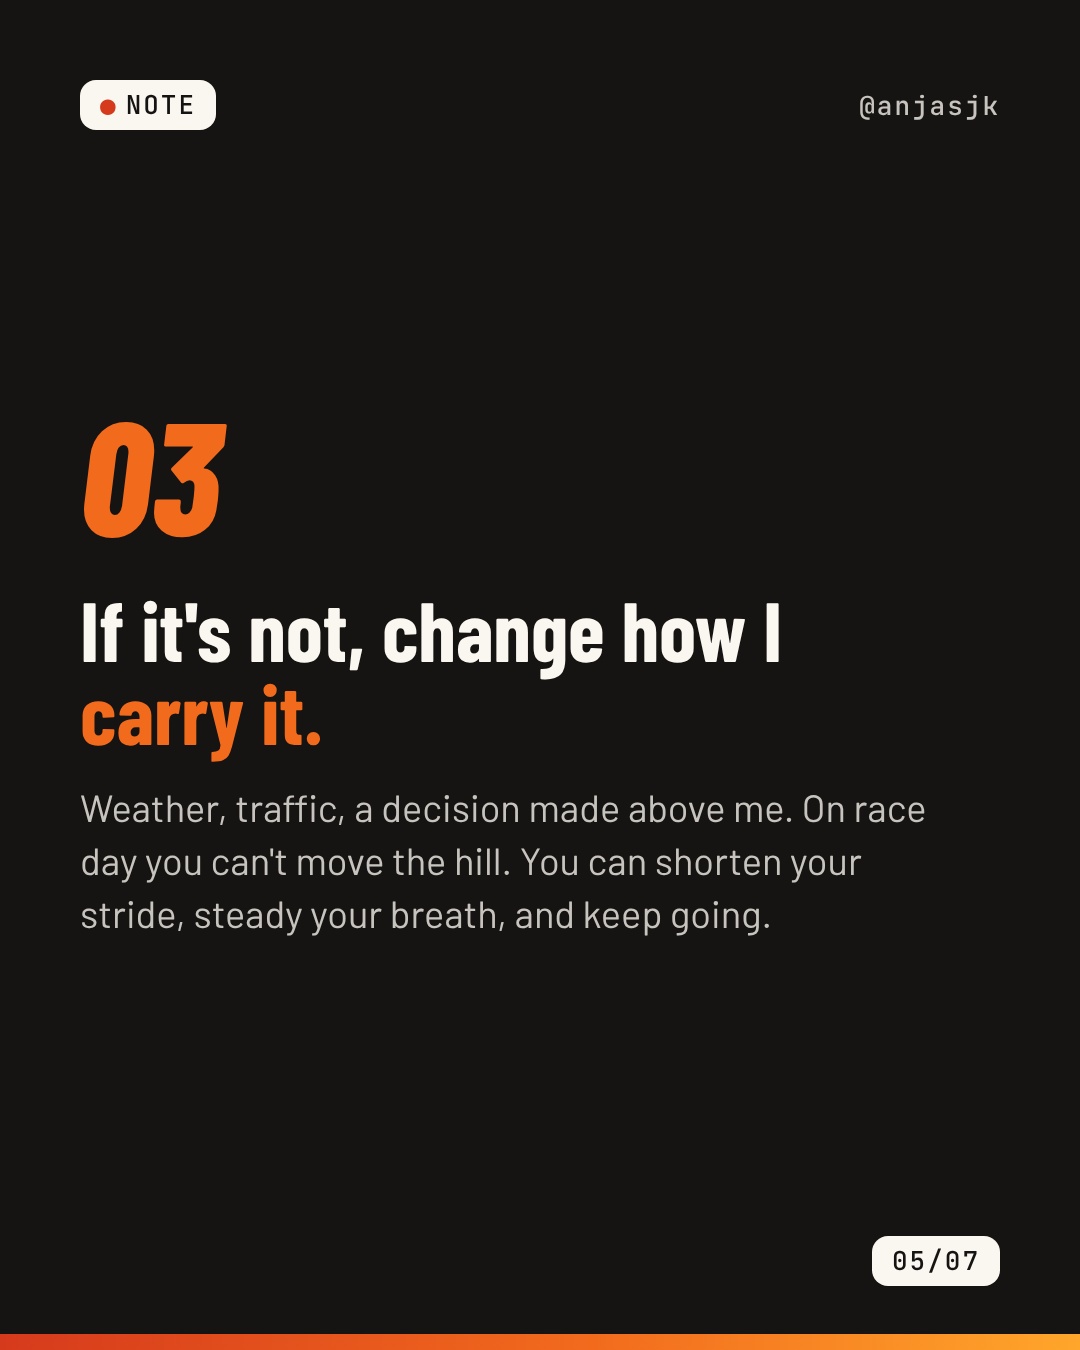 NOTE
@anjasjk
03
If it's not, change how I
carry it.
Weather, traffic, a decision made above me. On race
day you can't move the hill. You can shorten your
stride, steady your breath, and keep going.
05/07